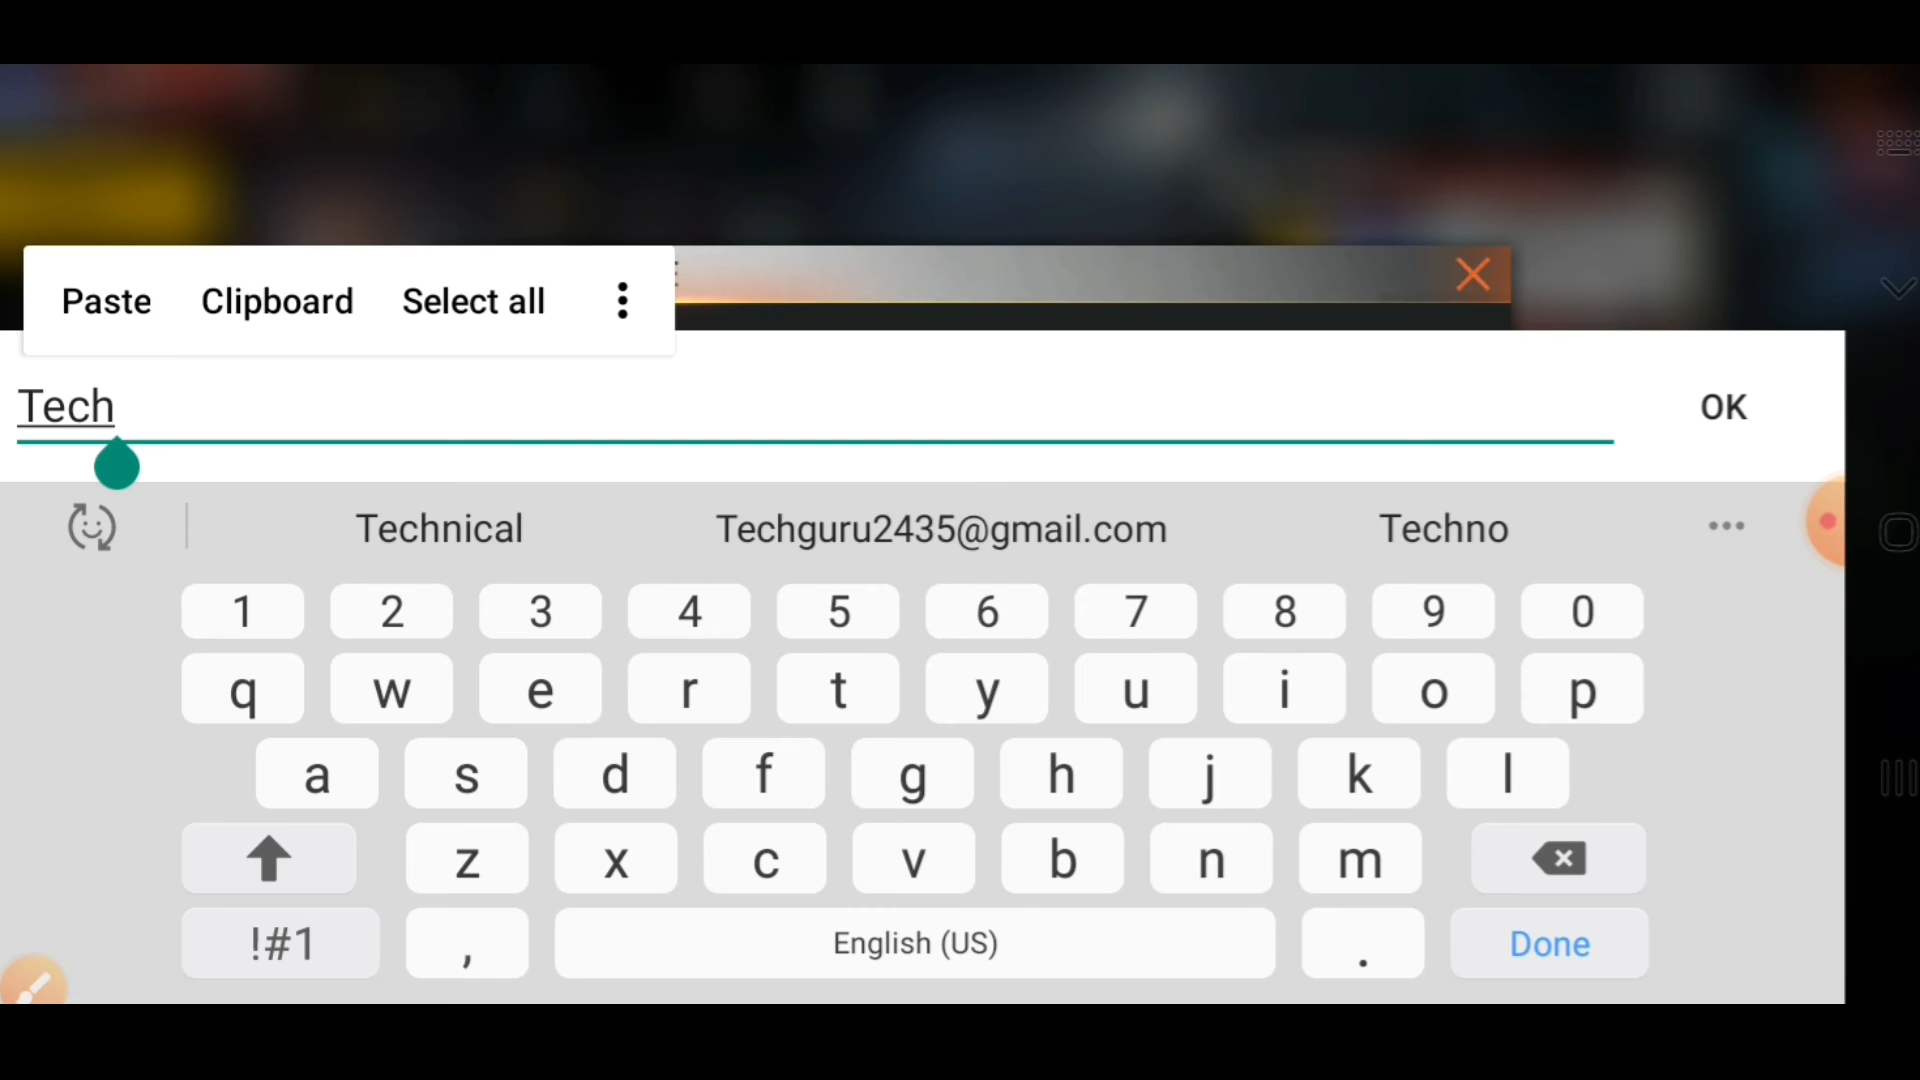 Paste Clipboard Select all
Tech
OK
Technical Techguru2435@gmail.com Techno
1 2 3 4 5 6 7 8 9 0
q w e r t y u i o p
a s d f g h j k l
z x c v b n m
!#1 , English (US) . Done